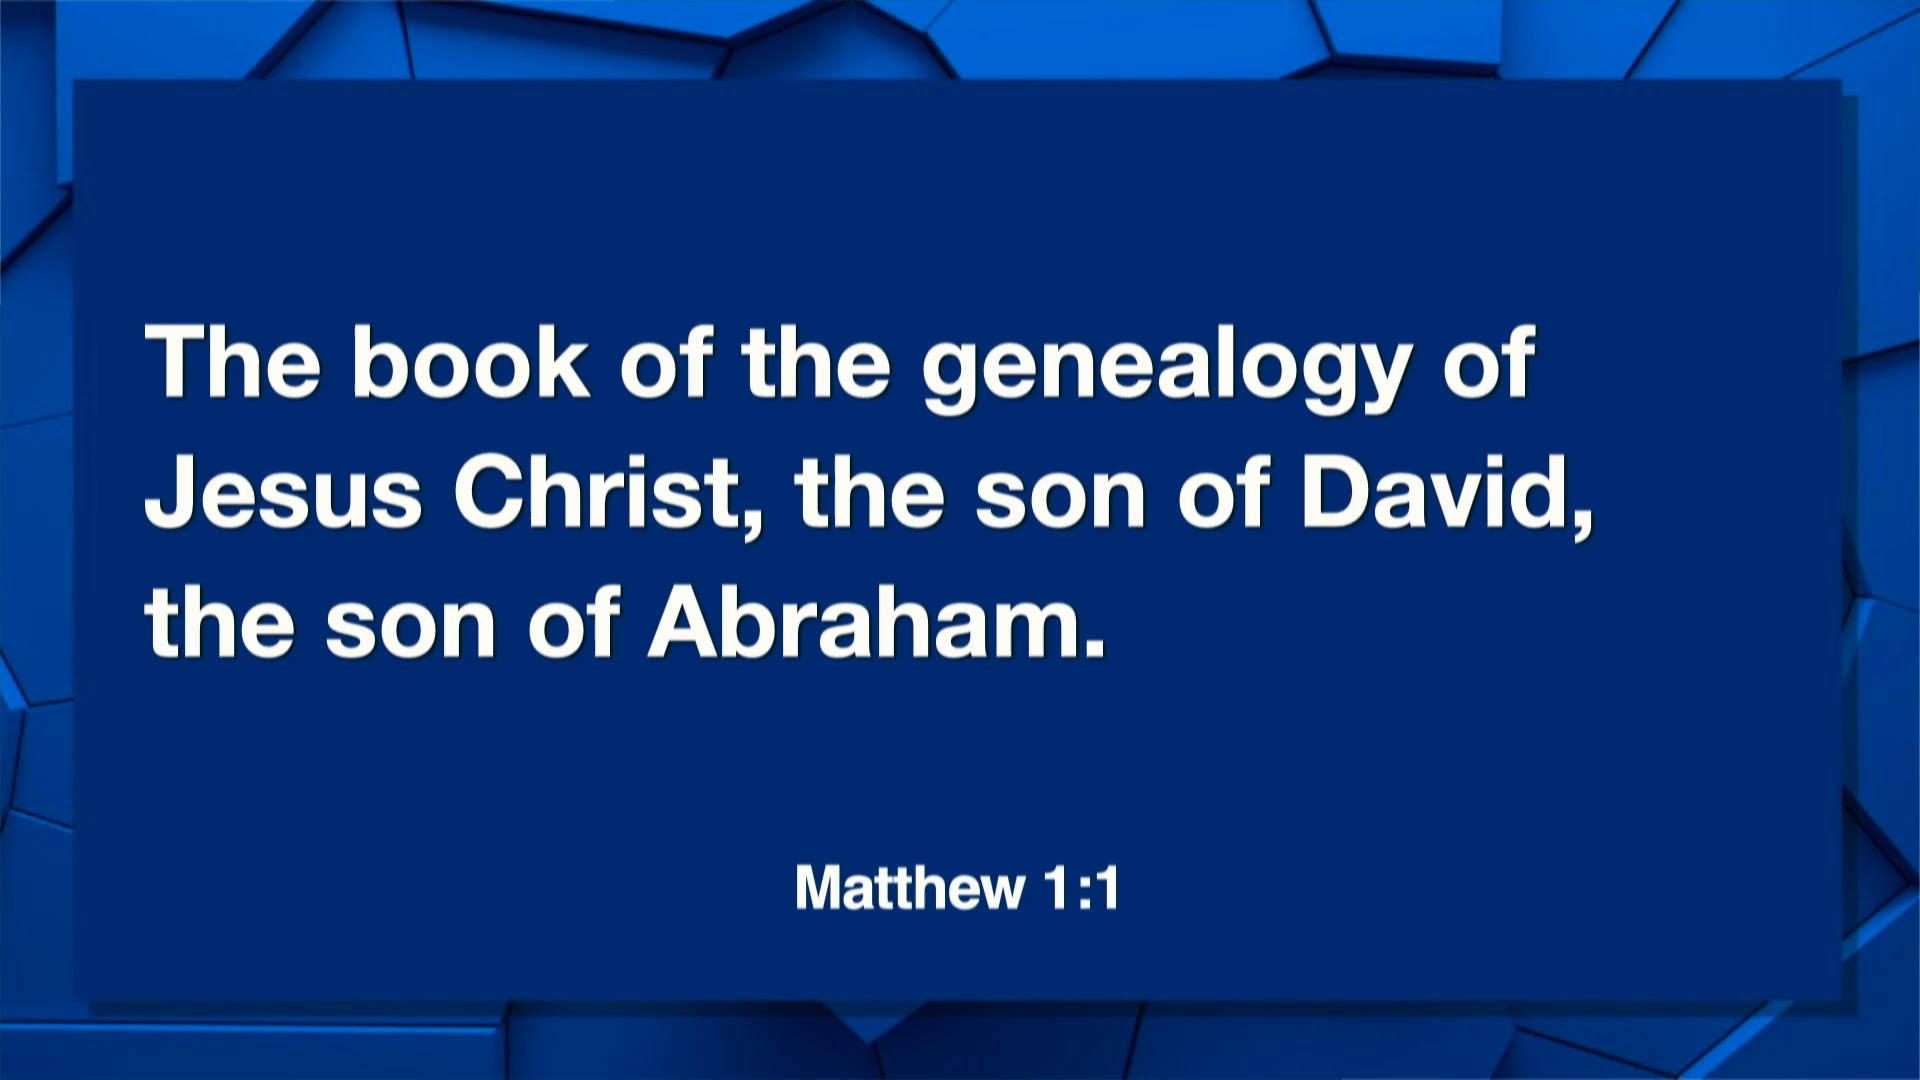 The book of the genealogy of
Jesus Christ, the son of David,
the son of Abraham.
Matthew 1:1